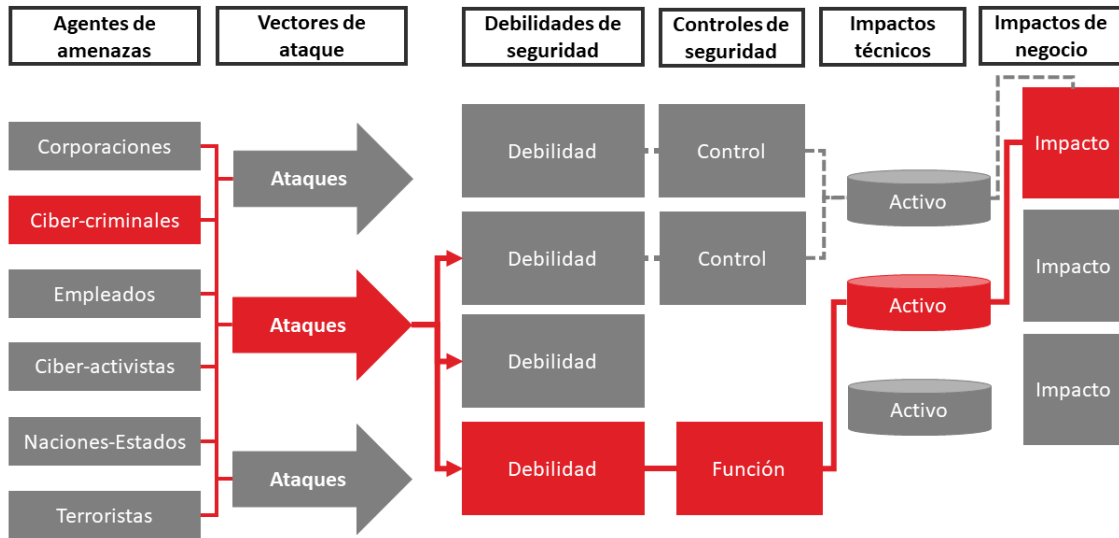 Agentes de
amenazas
Vectores de
ataque
Debilidades de
seguridad
Controles de
seguridad
Impactos
técnicos
Impactos de
negocio
Corporaciones
Ciber-criminales
Empleados
Ciber-activistas
Naciones-Estados
Terroristas
Ataques
Ataques
Ataques
Debilidad
Debilidad
Debilidad
Debilidad
Control
Control
Función
Activo
Activo
Activo
Impacto
Impacto
Impacto